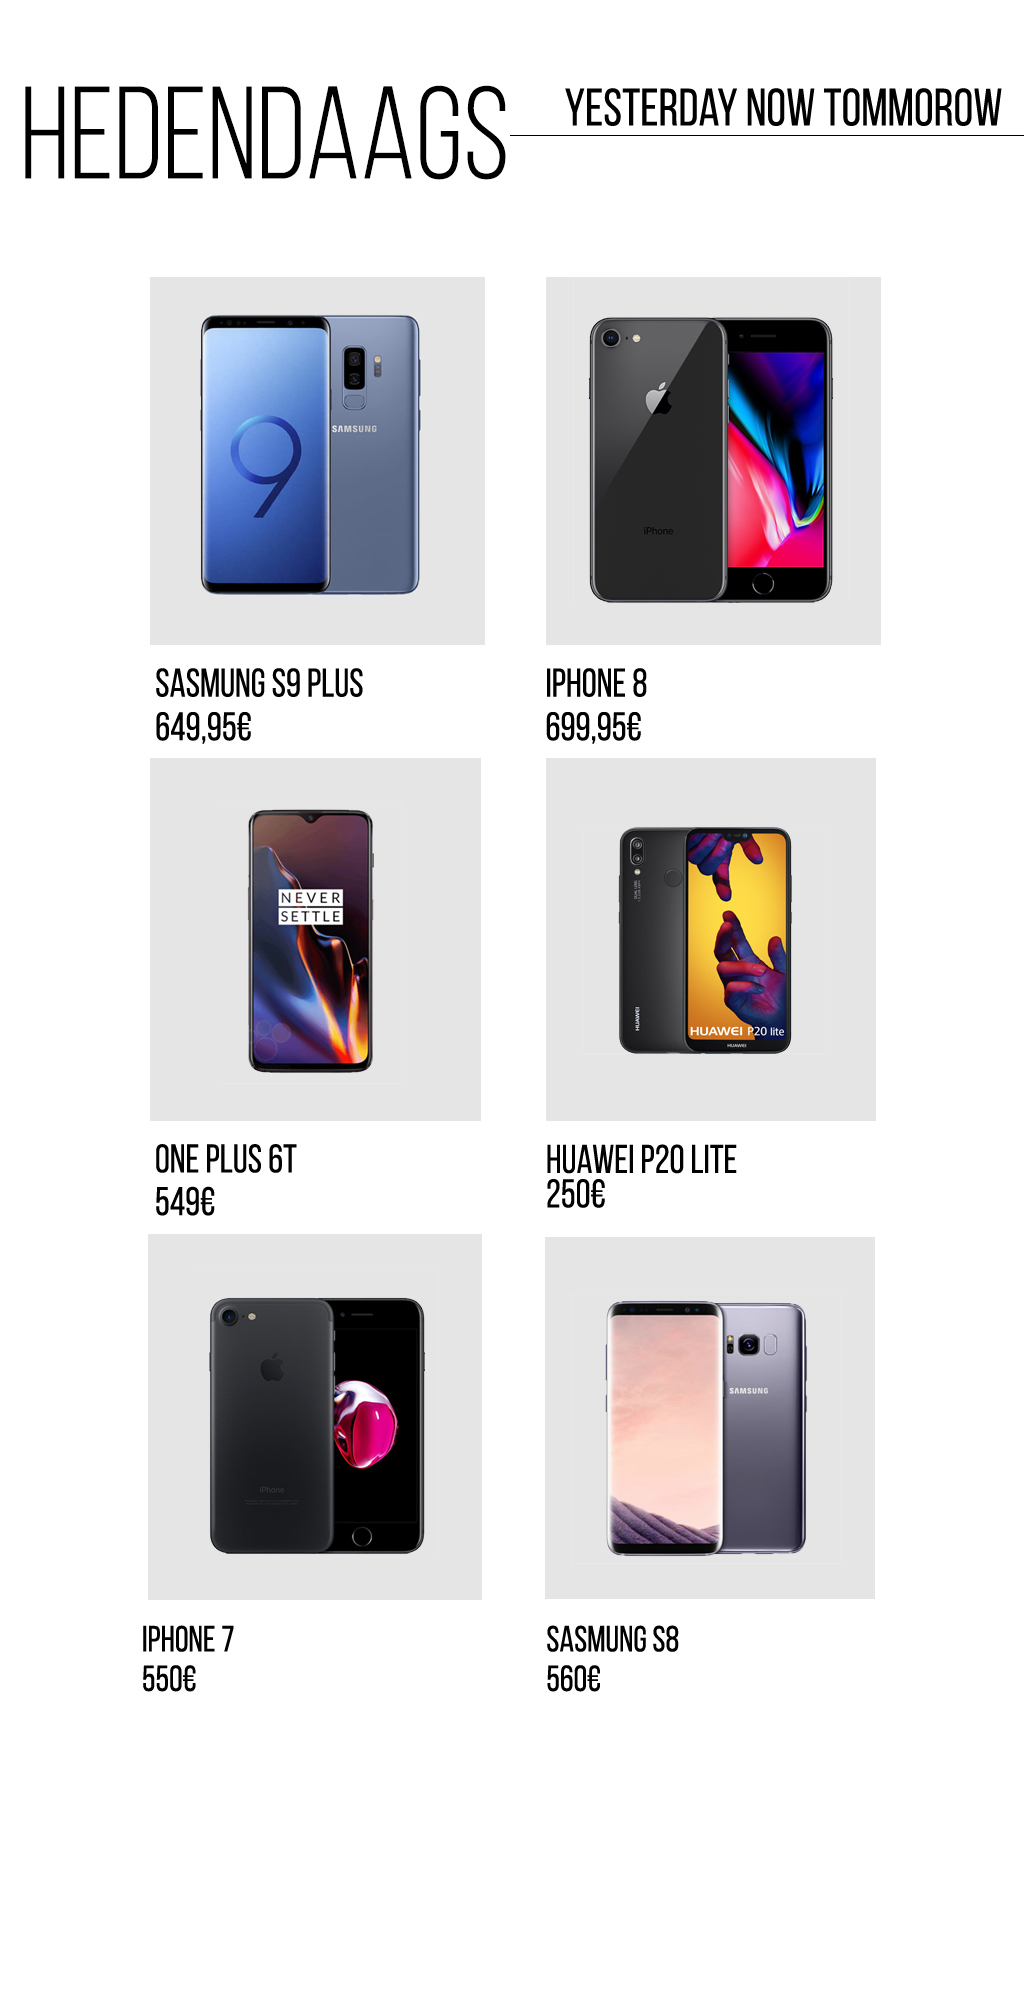 HEDENDAAGS
YESTERDAY NOW TOMMOROW
SAMSUNG
iPhone
SASMUNG S9 PLUS
649,95€
IPHONE 8
699,95€
NEVER
SETTLE
HUAWEI
HUAWEI P20 lite
HUAWEI
ONE PLUS 6T
549€
HUAWEI P20 LITE
250€
iPhone
SAMSUNG
IPHONE 7
550€
SASMUNG S8
560€